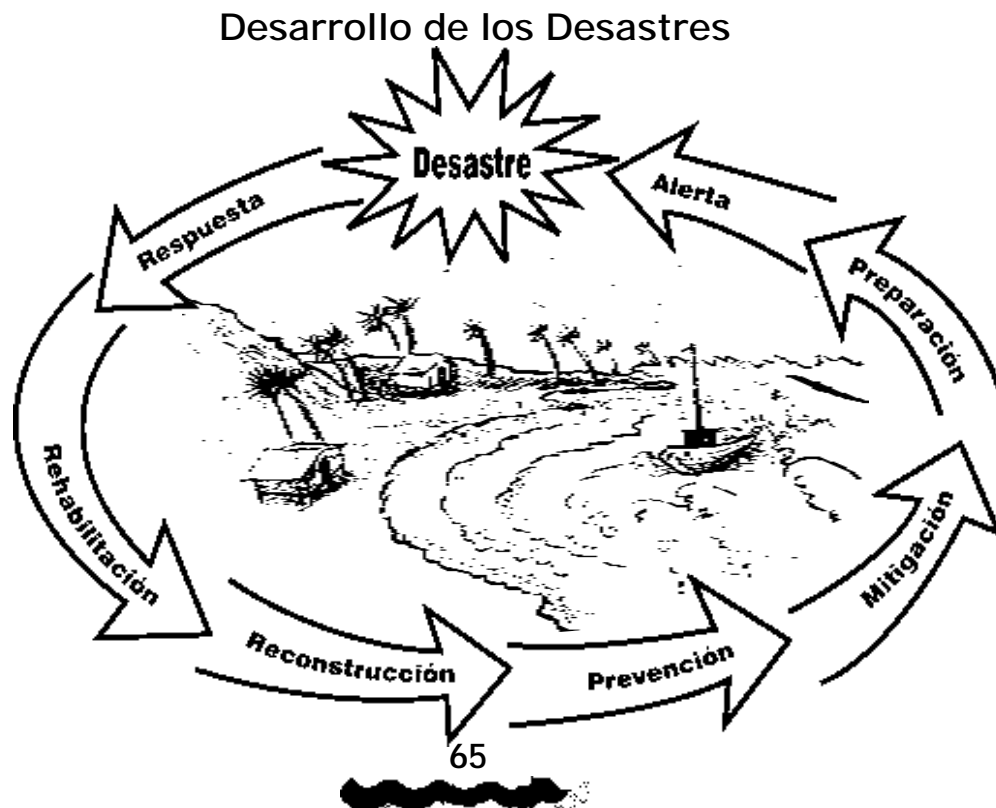 Desarrollo de los Desastres
Desastre
Respuesta
Rehabilitación
Reconstrucción
Prevención
Mitigación
Preparación
Alerta
65